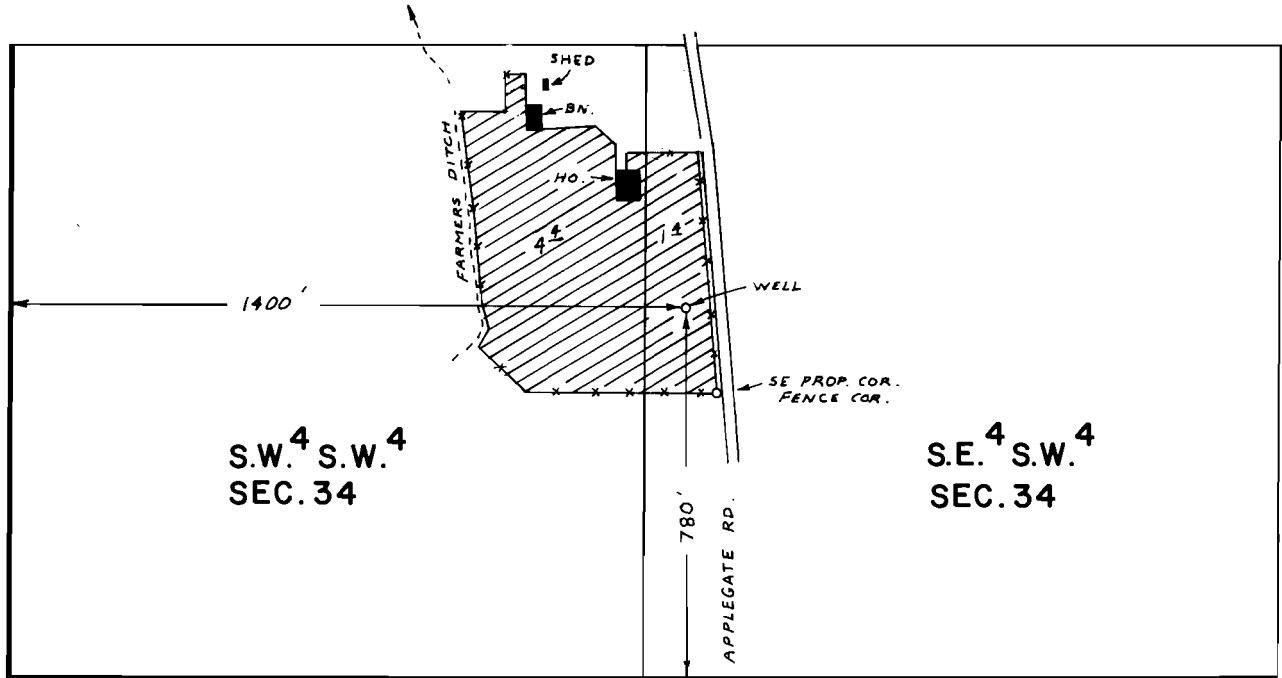 SHED
BN.
FARMERS DITCH
HO.
4 4
1 4
1400'
WELL
SE PROP. COR.
FENCE COR.
S.W.4 S.W.4
SEC. 34
S.E.4 S.W.4
SEC. 34
780'
APPLEGATE RD.